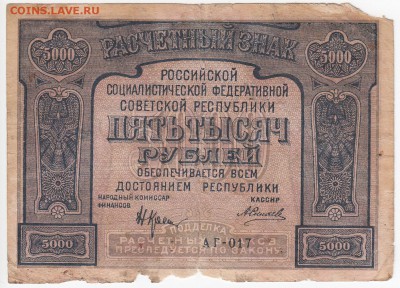 COINS.LAVE.RU
5000 РАСЧЕТНЫЙ ЗНАК 5000
РОССИЙСКОЙ
СОЦИАЛИСТИЧЕСКОЙ ФЕДЕРАТИВНОЙ
СОВЕТСКОЙ РЕСПУБЛИКИ
ПЯТЬ ТЫСЯЧ
РУБЛЕЙ
ОБЕСПЕЧИВАЕТСЯ ВСЕМ
ДОСТОЯНИЕМ РЕСПУБЛИКИ
НАРОДНЫЙ КОМИССАР
ФИНАНСОВ
КАССИР
ПОДДЕЛКА
РАСЧЕТНЫХ ЗНАКОВ
ПРЕСЛЕДУЕТСЯ ПО ЗАКОНУ
АГ-017
5000
5000